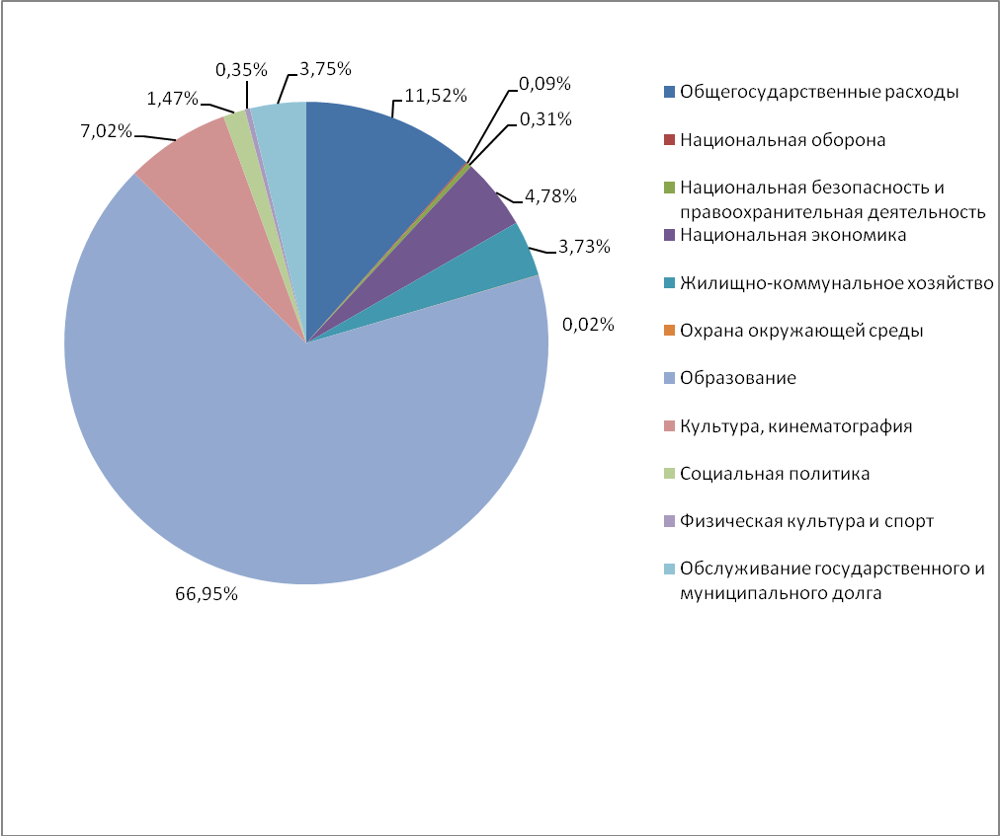 0,35%
3,75%
1,47%
11,52%
0,09%
0,31%
7,02%
4,78%
3,73%
0,02%
66,95%
Общегосударственные расходы
Национальная оборона
Национальная безопасность и
правоохранительная деятельность
Национальная экономика
Жилищно-коммунальное хозяйство
Охрана окружающей среды
Образование
Культура, кинематография
Социальная политика
Физическая культура и спорт
Обслуживание государственного и
муниципального долга